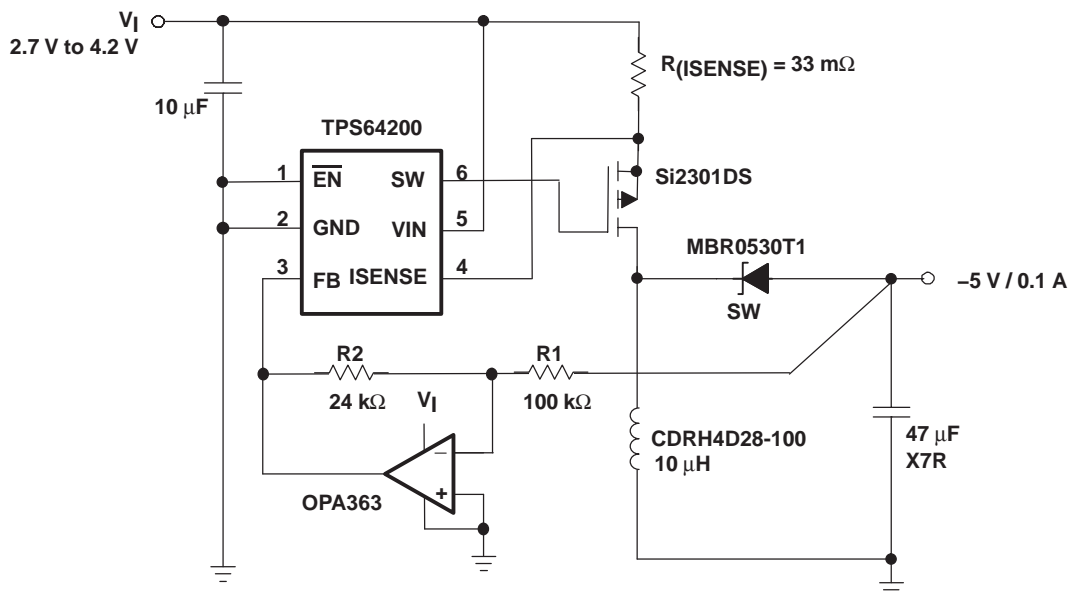 VI
2.7 V to 4.2 V
R(ISENSE) = 33 mΩ
10 μF
TPS64200
1
EN
SW
6
Si2301DS
2
GND
VIN
5
MBR0530T1
3
FB
ISENSE
4
–5 V / 0.1 A
SW
R2
R1
24 kΩ
VI
100 kΩ
CDRH4D28-100
10 μH
47 μF
X7R
–
+
OPA363